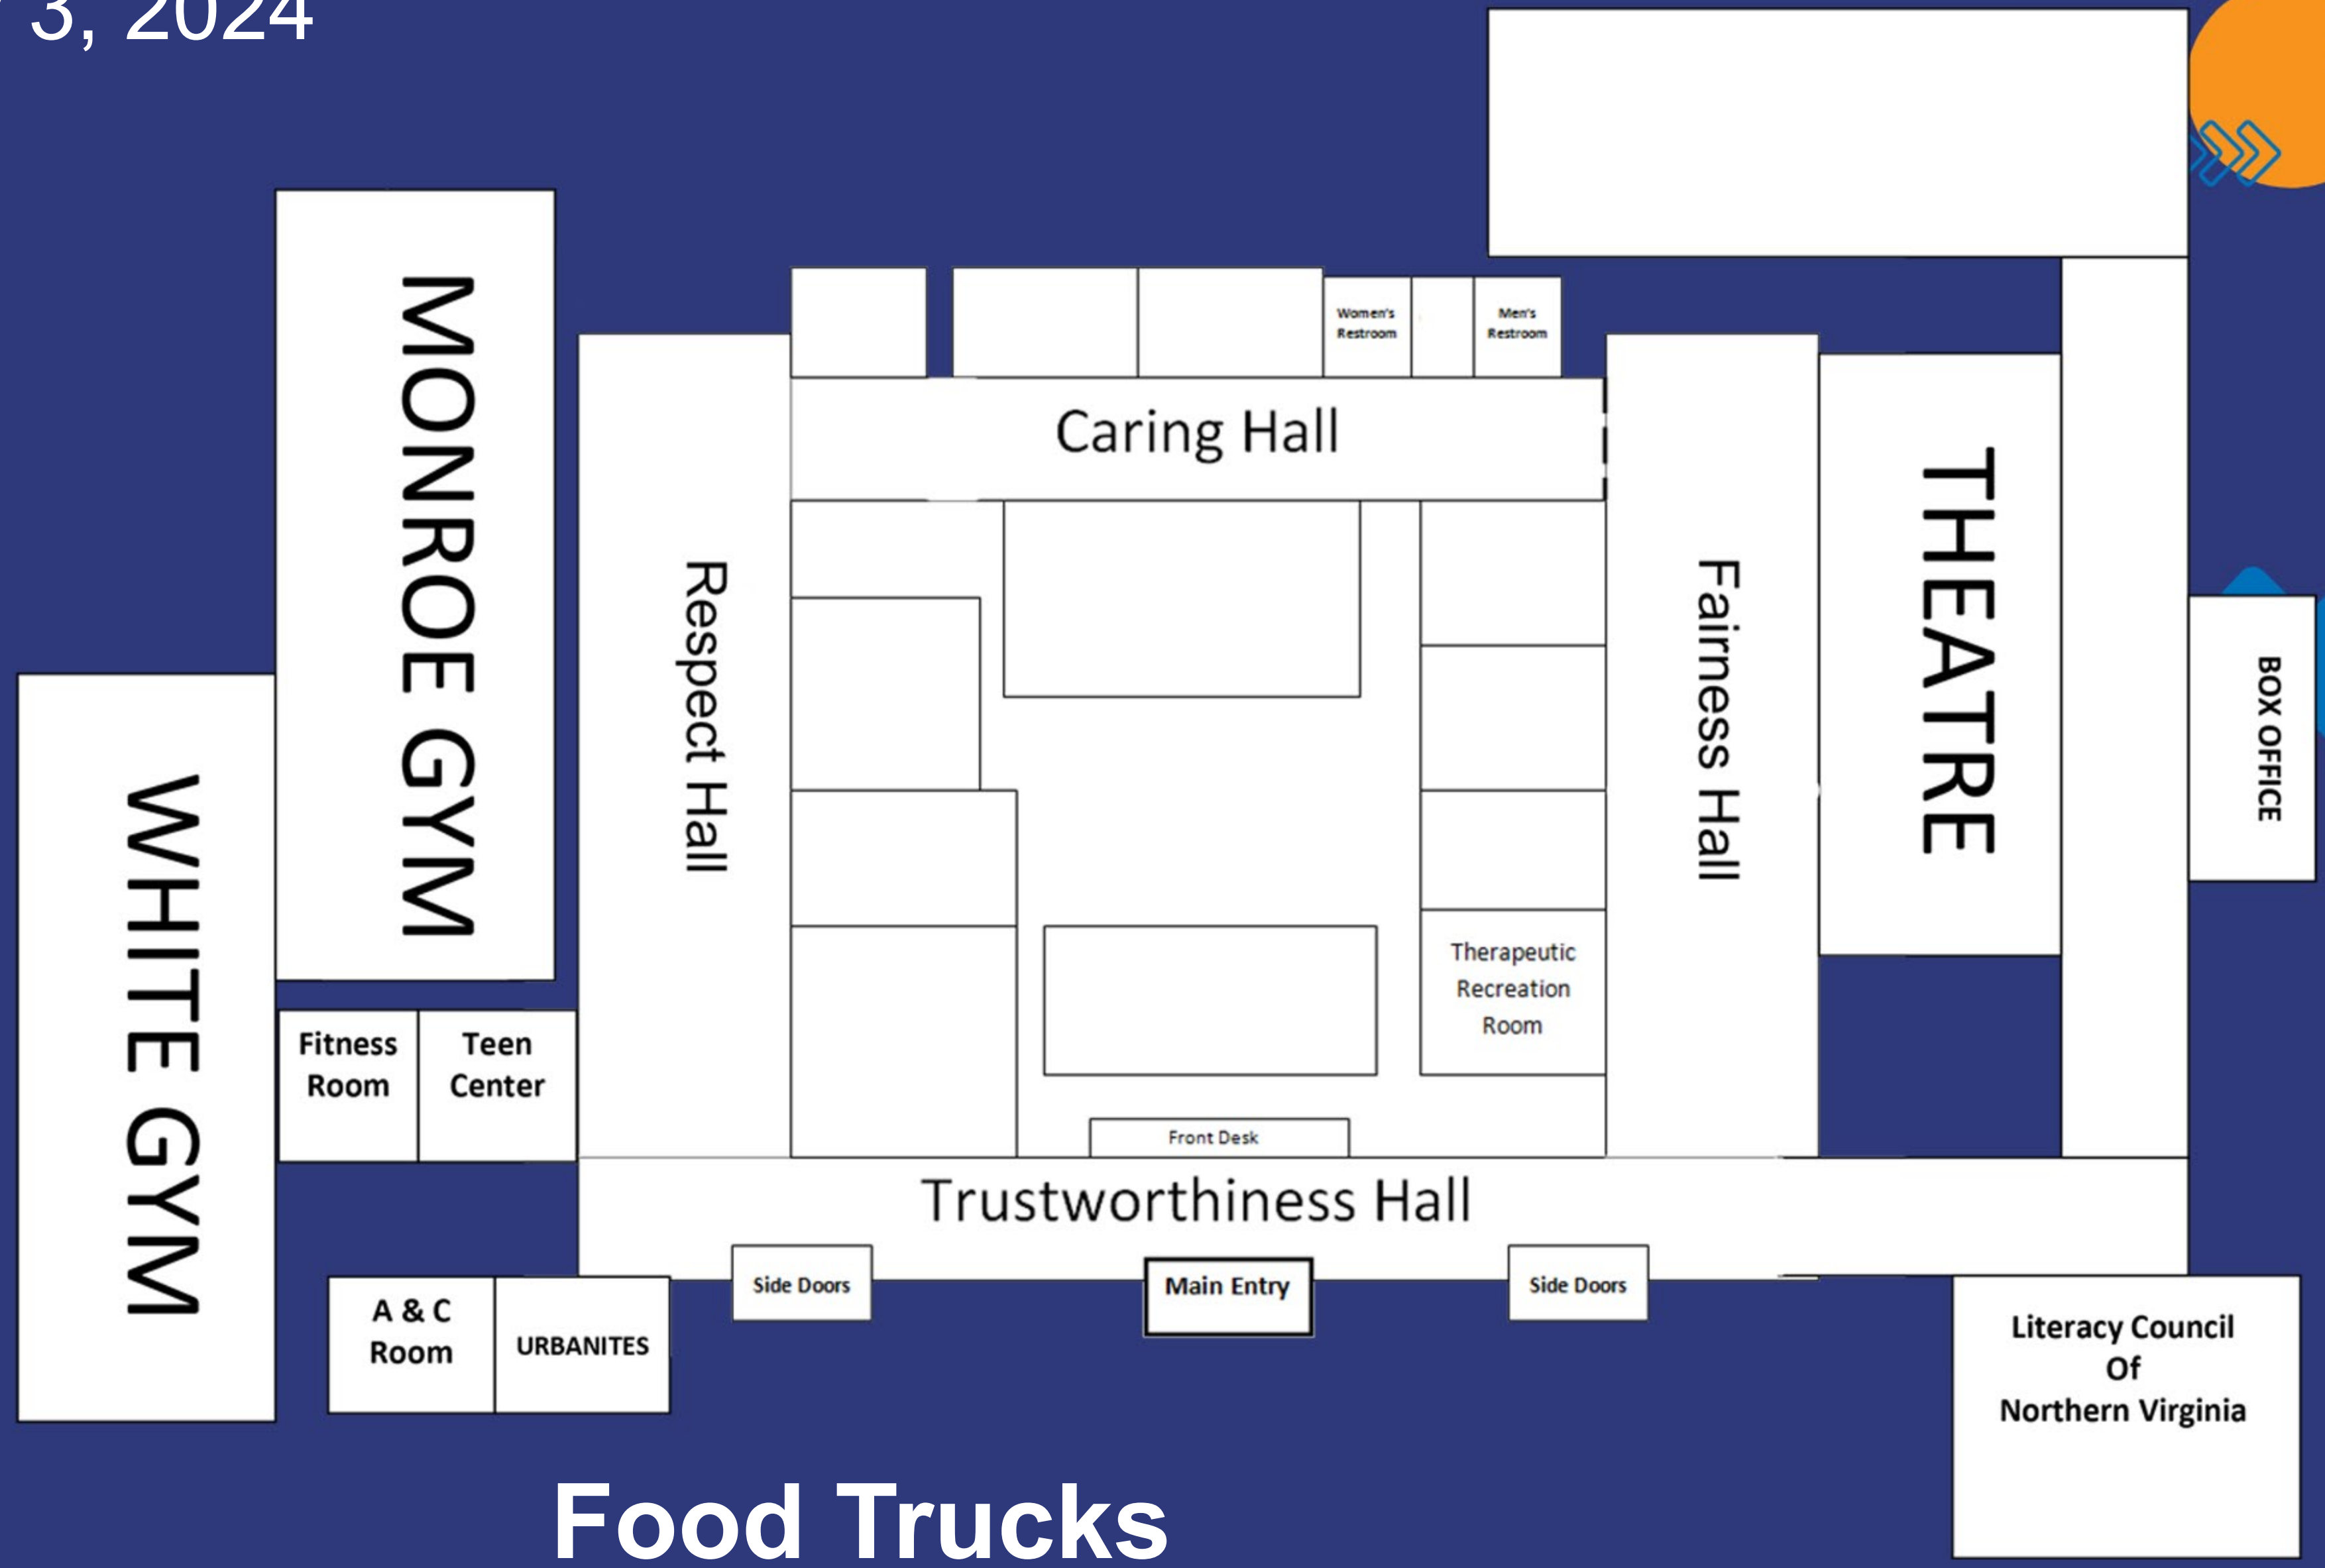 3, 2024
MONROE GYM
WHITE GYM
Women's
Restroom
Men's
Restroom
Caring Hall
Respect Hall
Fairness Hall
THEATRE
BOX OFFICE
Therapeutic
Recreation
Room
Fitness
Room
Teen
Center
Front Desk
Trustworthiness Hall
Side Doors
Main Entry
Side Doors
A & C
Room
URBANITES
Literacy Council
Of
Northern Virginia
Food Trucks